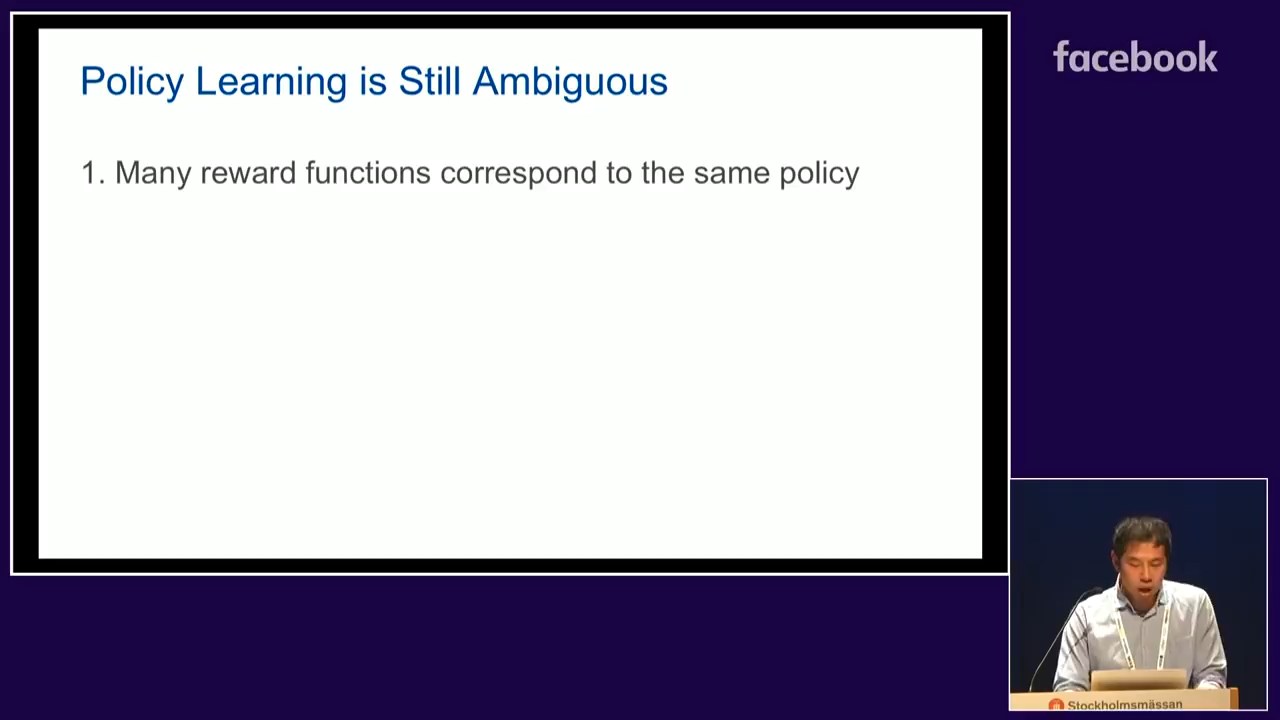 Policy Learning is Still Ambiguous
facebook
1. Many reward functions correspond to the same policy
Stockholmsmässan